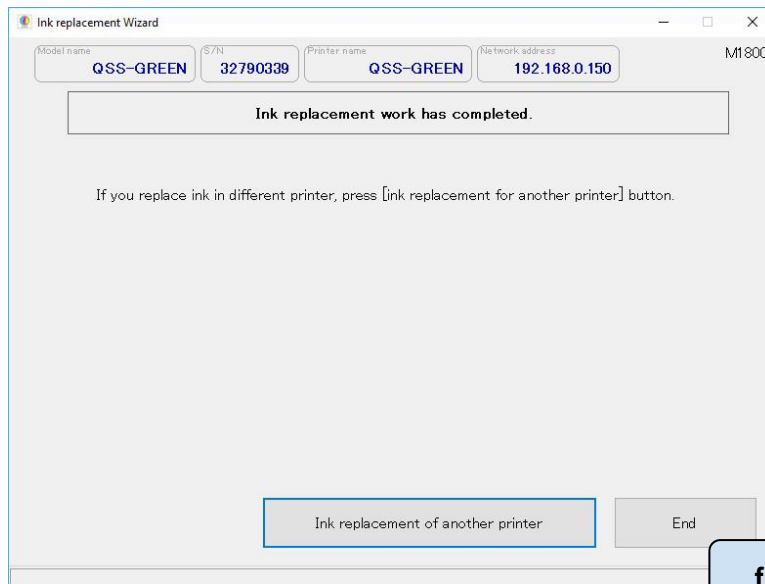 Ink replacement Wizard
Model name
QSS-GREEN
S/N
32790339
Printer name
QSS-GREEN
Network address
192.168.0.150
M1800
Ink replacement work has completed.
If you replace ink in different printer, press [ink replacement for another printer] button.
Ink replacement of another printer
End
f